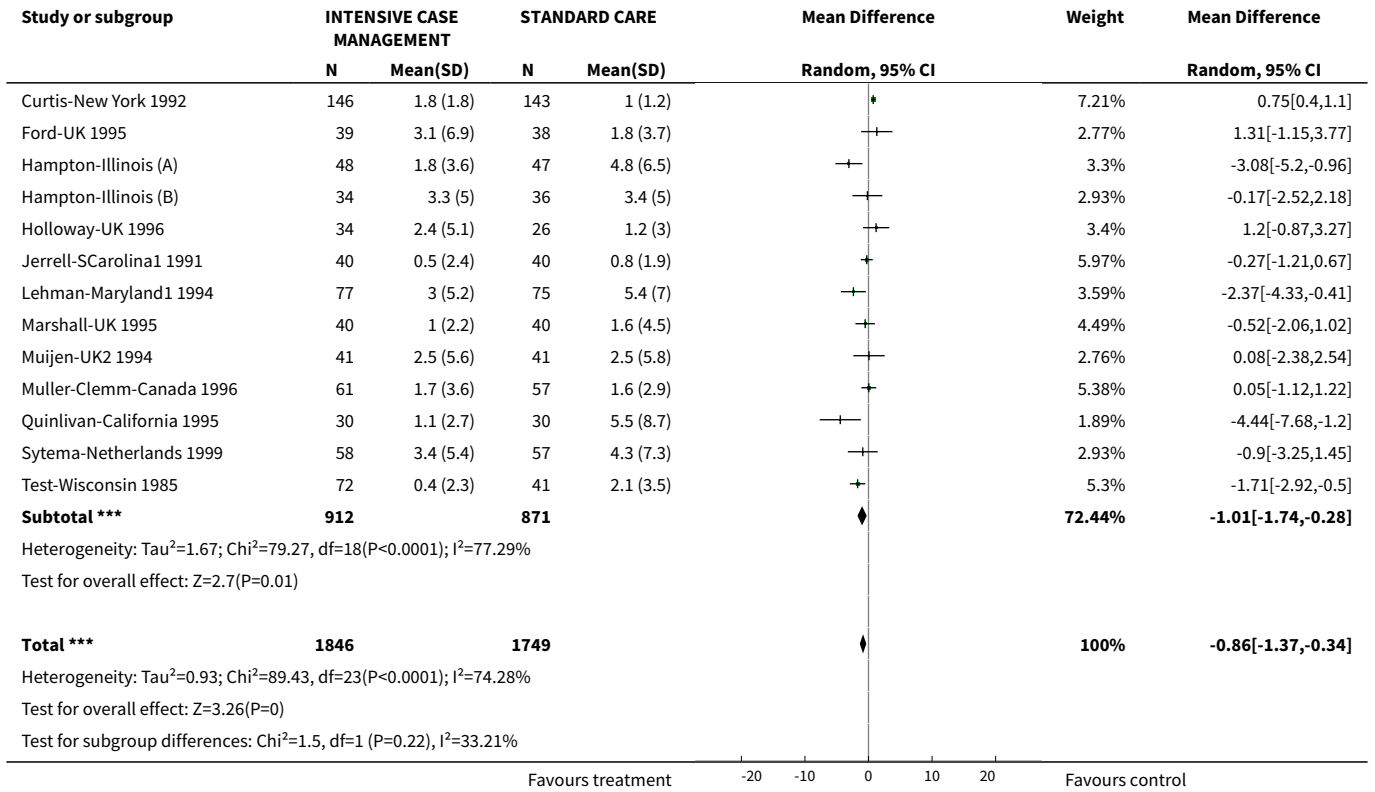 Study or subgroup INTENSIVE CASE MANAGEMENT STANDARD CARE Mean Difference Weight Mean Difference
N Mean(SD) N Mean(SD) Random, 95% CI Random, 95% CI
Curtis-New York 1992 146 1.8 (1.8) 143 1 (1.2) 7.21% 0.75[0.4,1.1]
Ford-UK 1995 39 3.1 (6.9) 38 1.8 (3.7) 2.77% 1.31[-1.15,3.77]
Hampton-Illinois (A) 48 1.8 (3.6) 47 4.8 (6.5) 3.3% -3.08[-5.2,-0.96]
Hampton-Illinois (B) 34 3.3 (5) 36 3.4 (5) 2.93% -0.17[-2.52,2.18]
Holloway-UK 1996 34 2.4 (5.1) 26 1.2 (3) 3.4% 1.2[-0.87,3.27]
Jerrell-SCarolina1 1991 40 0.5 (2.4) 40 0.8 (1.9) 5.97% -0.27[-1.21,0.67]
Lehman-Maryland1 1994 77 3 (5.2) 75 5.4 (7) 3.59% -2.37[-4.33,-0.41]
Marshall-UK 1995 40 1 (2.2) 40 1.6 (4.5) 4.49% -0.52[-2.06,1.02]
Muijen-UK2 1994 41 2.5 (5.6) 41 2.5 (5.8) 2.76% 0.08[-2.38,2.54]
Muller-Clemm-Canada 1996 61 1.7 (3.6) 57 1.6 (2.9) 5.38% 0.05[-1.12,1.22]
Quinlivan-California 1995 30 1.1 (2.7) 30 5.5 (8.7) 1.89% -4.44[-7.68,-1.2]
Sytema-Netherlands 1999 58 3.4 (5.4) 57 4.3 (7.3) 2.93% -0.9[-3.25,1.45]
Test-Wisconsin 1985 72 0.4 (2.3) 41 2.1 (3.5) 5.3% -1.71[-2.92,-0.5]
Subtotal *** 912 871 72.44% -1.01[-1.74,-0.28]
Heterogeneity: Tau²=1.67; Chi²=79.27, df=18(P<0.0001); I²=77.29%
Test for overall effect: Z=2.7(P=0.01)
Total *** 1846 1749 100% -0.86[-1.37,-0.34]
Heterogeneity: Tau²=0.93; Chi²=89.43, df=23(P<0.0001); I²=74.28%
Test for overall effect: Z=3.26(P=0)
Test for subgroup differences: Chi²=1.5, df=1 (P=0.22), I²=33.21%
Favours treatment -20 -10 0 10 20 Favours control